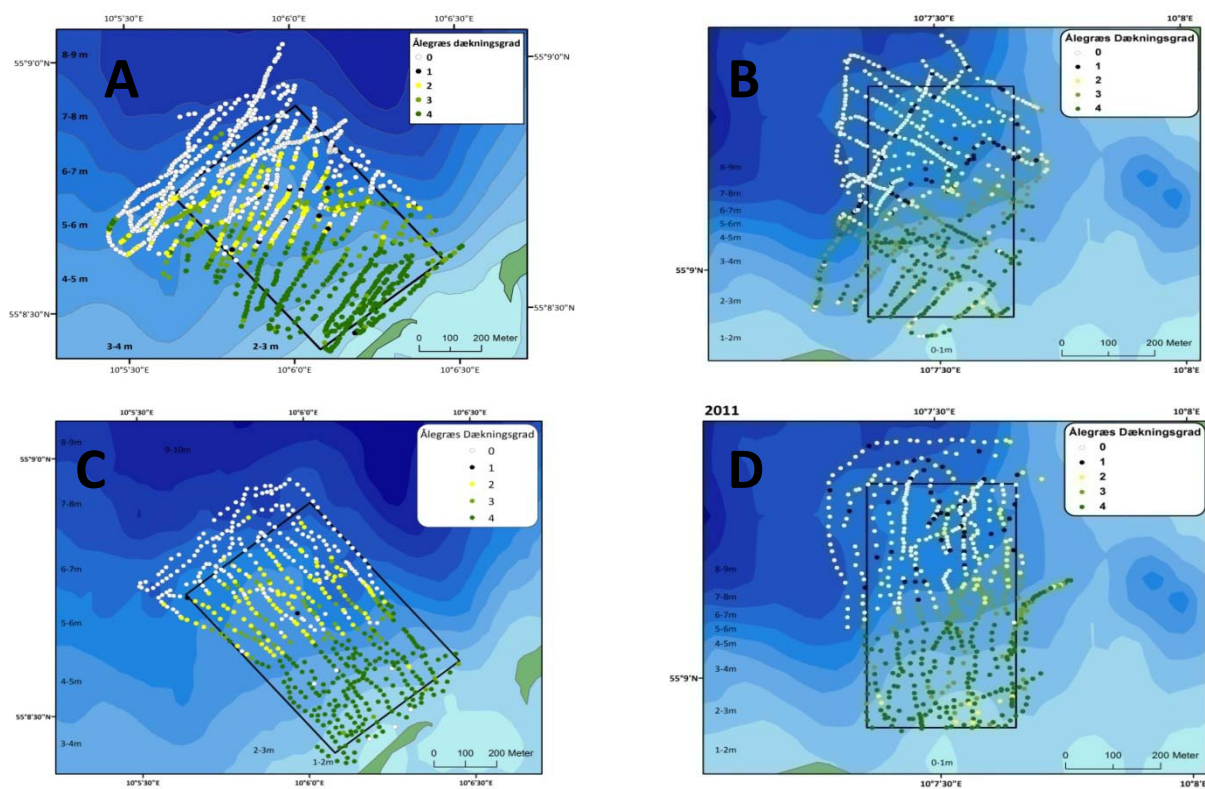 10°5'30"E 10°6'0"E 10°6'30"E
55°9'0"N
A
8-9 m
7-8 m
6-7 m
5-6 m
4-5 m
3-4 m
2-3 m
Ålegræs dækningsgrad
0
1
2
3
4
55°9'0"N
55°8'30"N
55°8'30"N
0 100 200 Meter
10°5'30"E 10°6'0"E 10°6'30"E
10°7'30"E 10°8'E
B
Ålegræs Dækningsgrad
0
1
2
3
4
8-9m
7-8m
6-7m
5-6m
4-5m
3-4m
2-3m
1-2m
0-1m
55°9'N
0 100 200 Meter
10°7'30"E 10°8'E
10°5'30"E 10°6'0"E 10°6'30"E
55°9'0"N
C
8-9m
9-10m
7-8m
6-7m
5-6m
4-5m
3-4m
2-3m
1-2m
Ålegræs Dækningsgrad
0
1
2
3
4
55°8'30"N
0 100 200 Meter
10°5'30"E 10°6'0"E 10°6'30"E
2011
10°7'30"E 10°8'E
D
Ålegræs Dækningsgrad
0
1
2
3
4
8-9m
7-8m
6-7m
5-6m
4-5m
3-4m
2-3m
1-2m
0-1m
55°9'N
0 100 200 Meter
10°7'30"E 10°8'E